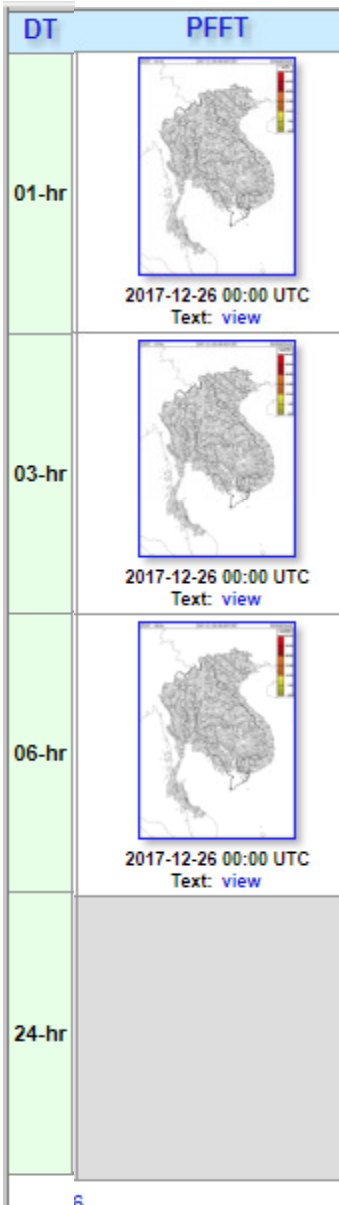 DT PFFT
01-hr
2017-12-26 00:00 UTC
Text: view
03-hr
2017-12-26 00:00 UTC
Text: view
06-hr
2017-12-26 00:00 UTC
Text: view
24-hr